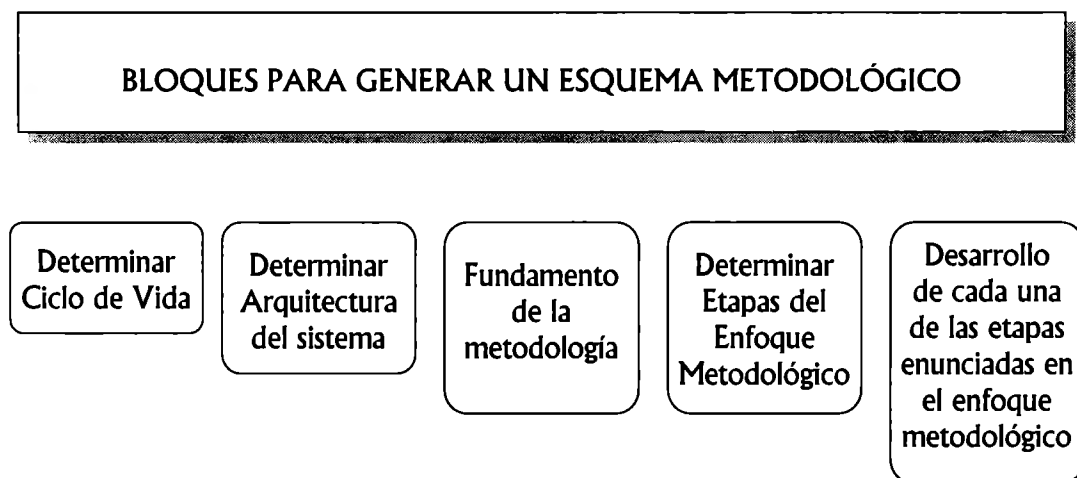 BLOQUES PARA GENERAR UN ESQUEMA METODOLÓGICO
Determinar
Ciclo de Vida
Determinar
Arquitectura
del sistema
Fundamento
de la
metodología
Determinar
Etapas del
Enfoque
Metodológico
Desarrollo
de cada una
de las etapas
enunciadas en
el enfoque
metodológico